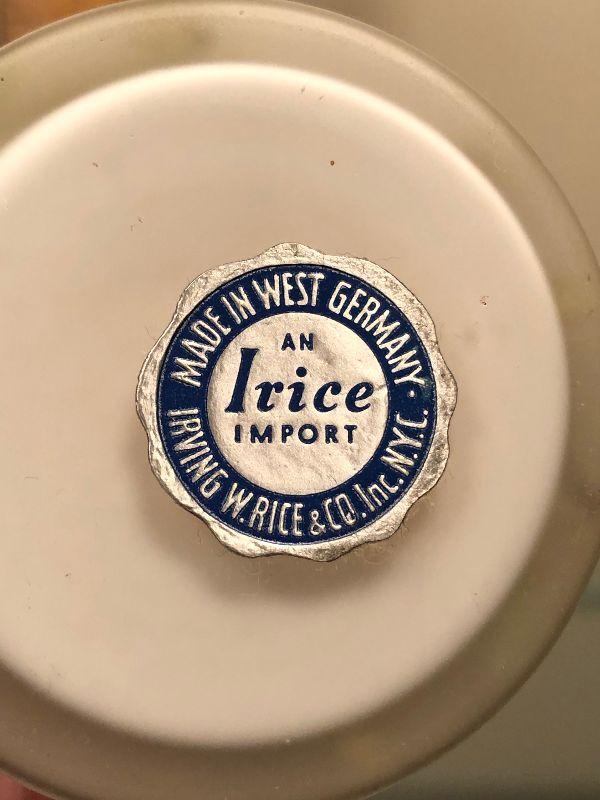 MADE IN WEST GERMANY •
AN
Irice
IMPORT
IRVING W. RICE & CO. Inc. N.Y.C.